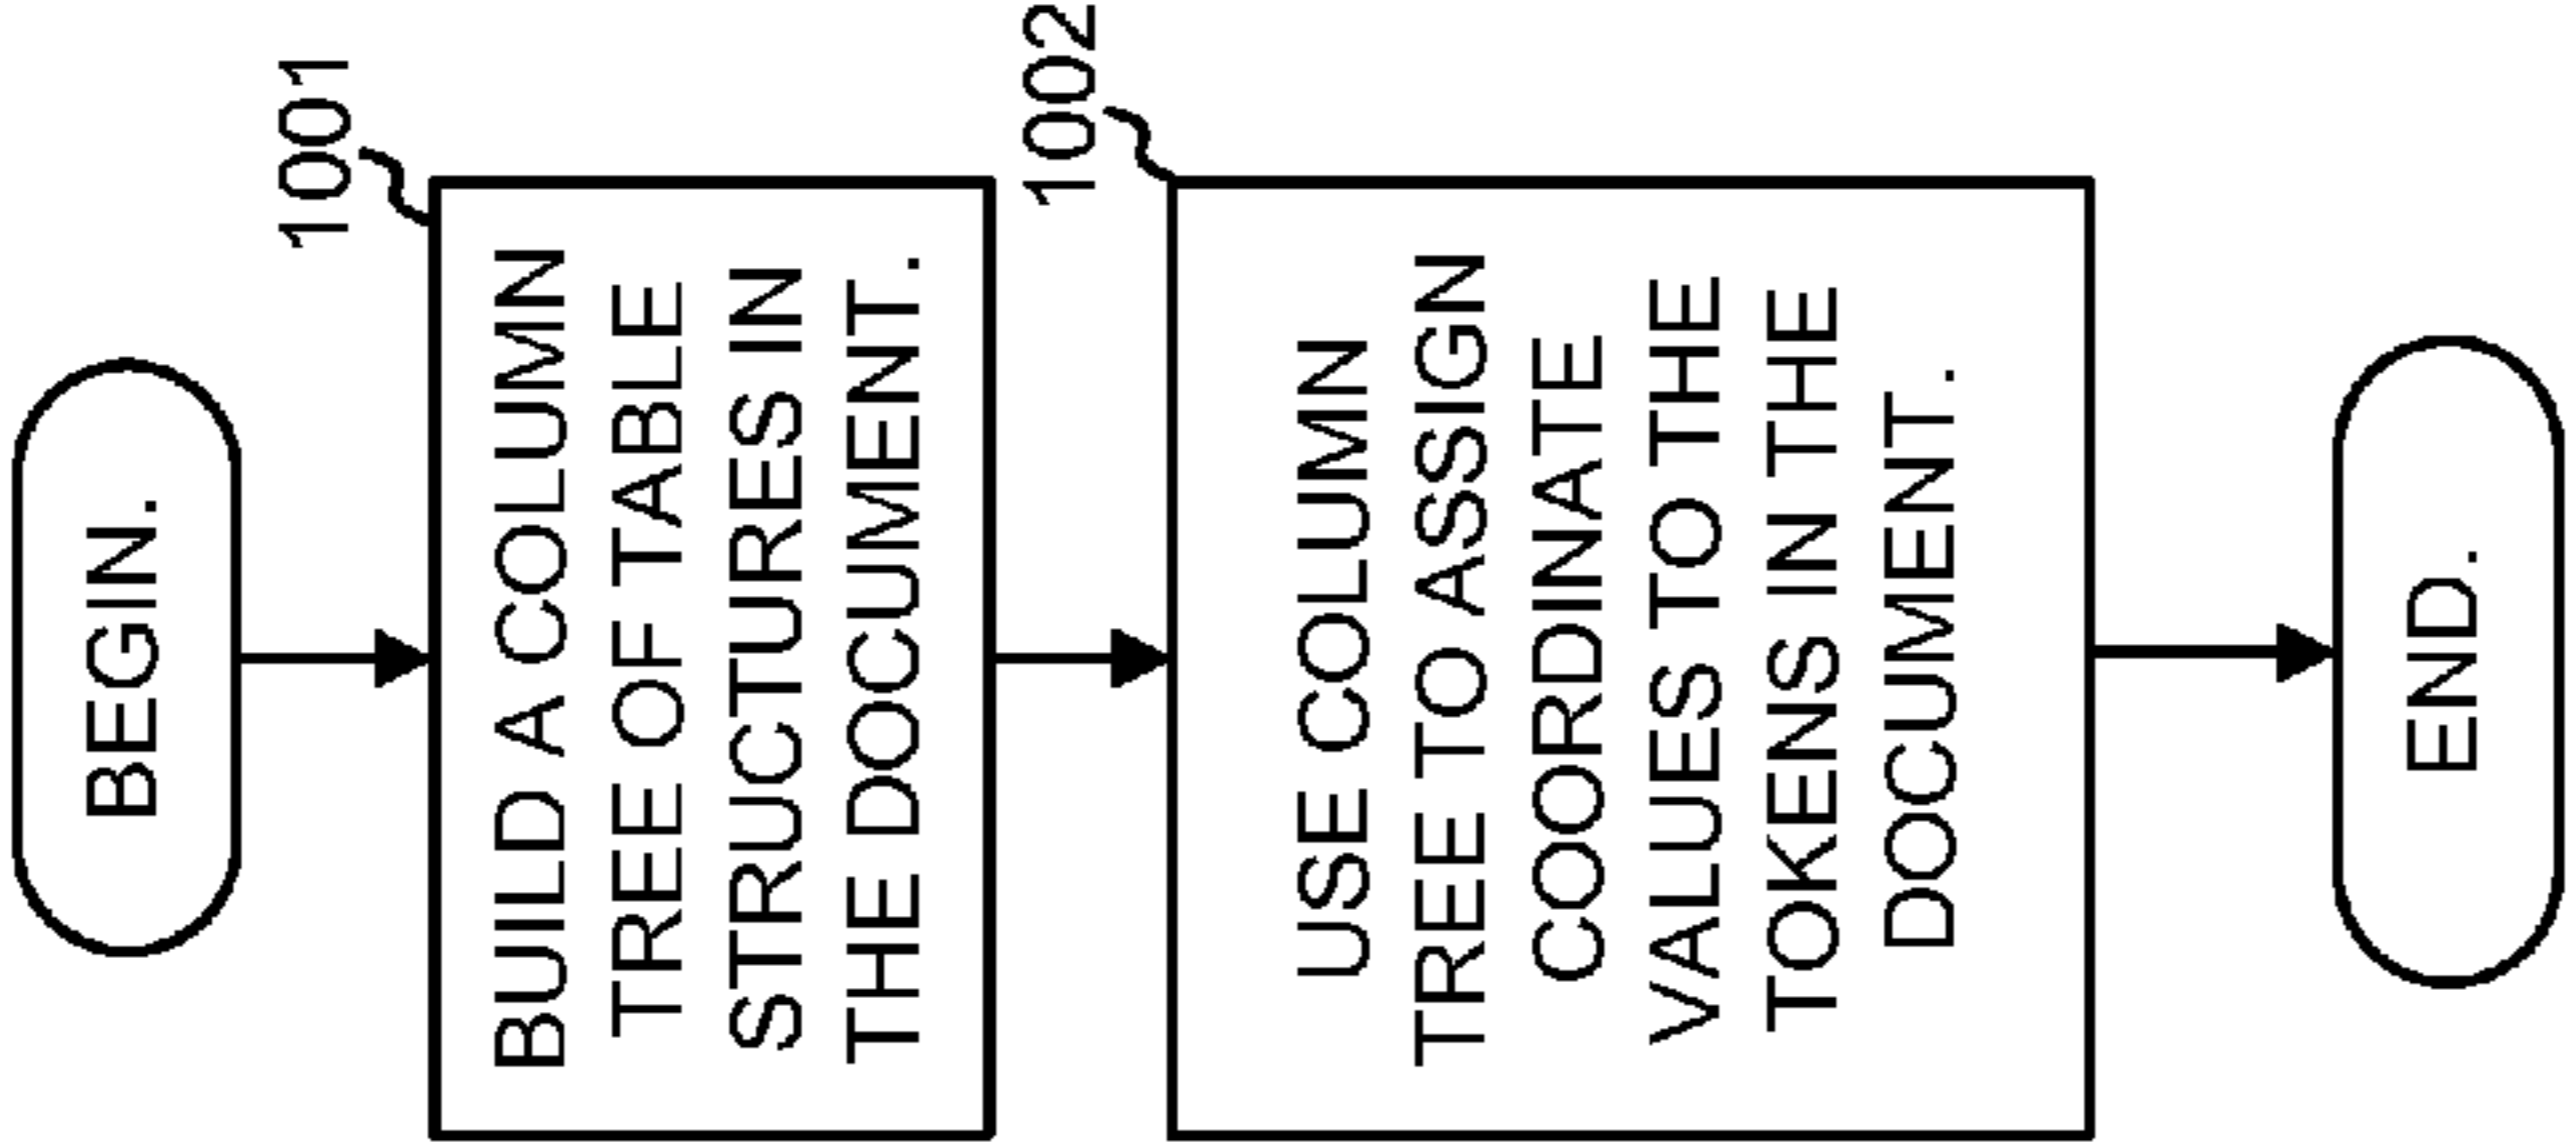 BEGIN.
1001
BUILD A COLUMN
TREE OF TABLE
STRUCTURES IN
THE DOCUMENT.
1002
USE COLUMN
TREE TO ASSIGN
COORDINATE
VALUES TO THE
TOKENS IN THE
DOCUMENT.
END.